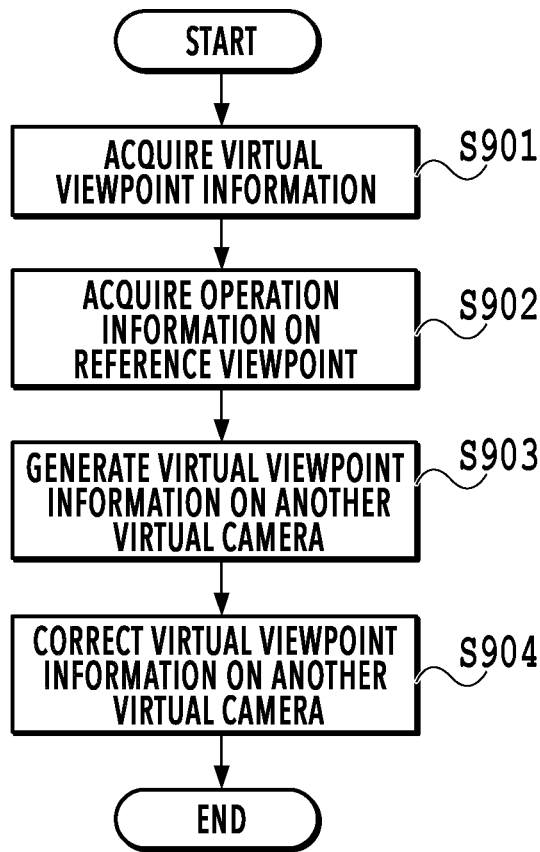 START
ACQUIRE VIRTUAL
VIEWPOINT INFORMATION
S901
ACQUIRE OPERATION
INFORMATION ON
REFERENCE VIEWPOINT
S902
GENERATE VIRTUAL VIEWPOINT
INFORMATION ON ANOTHER
VIRTUAL CAMERA
S903
CORRECT VIRTUAL VIEWPOINT
INFORMATION ON ANOTHER
VIRTUAL CAMERA
S904
END